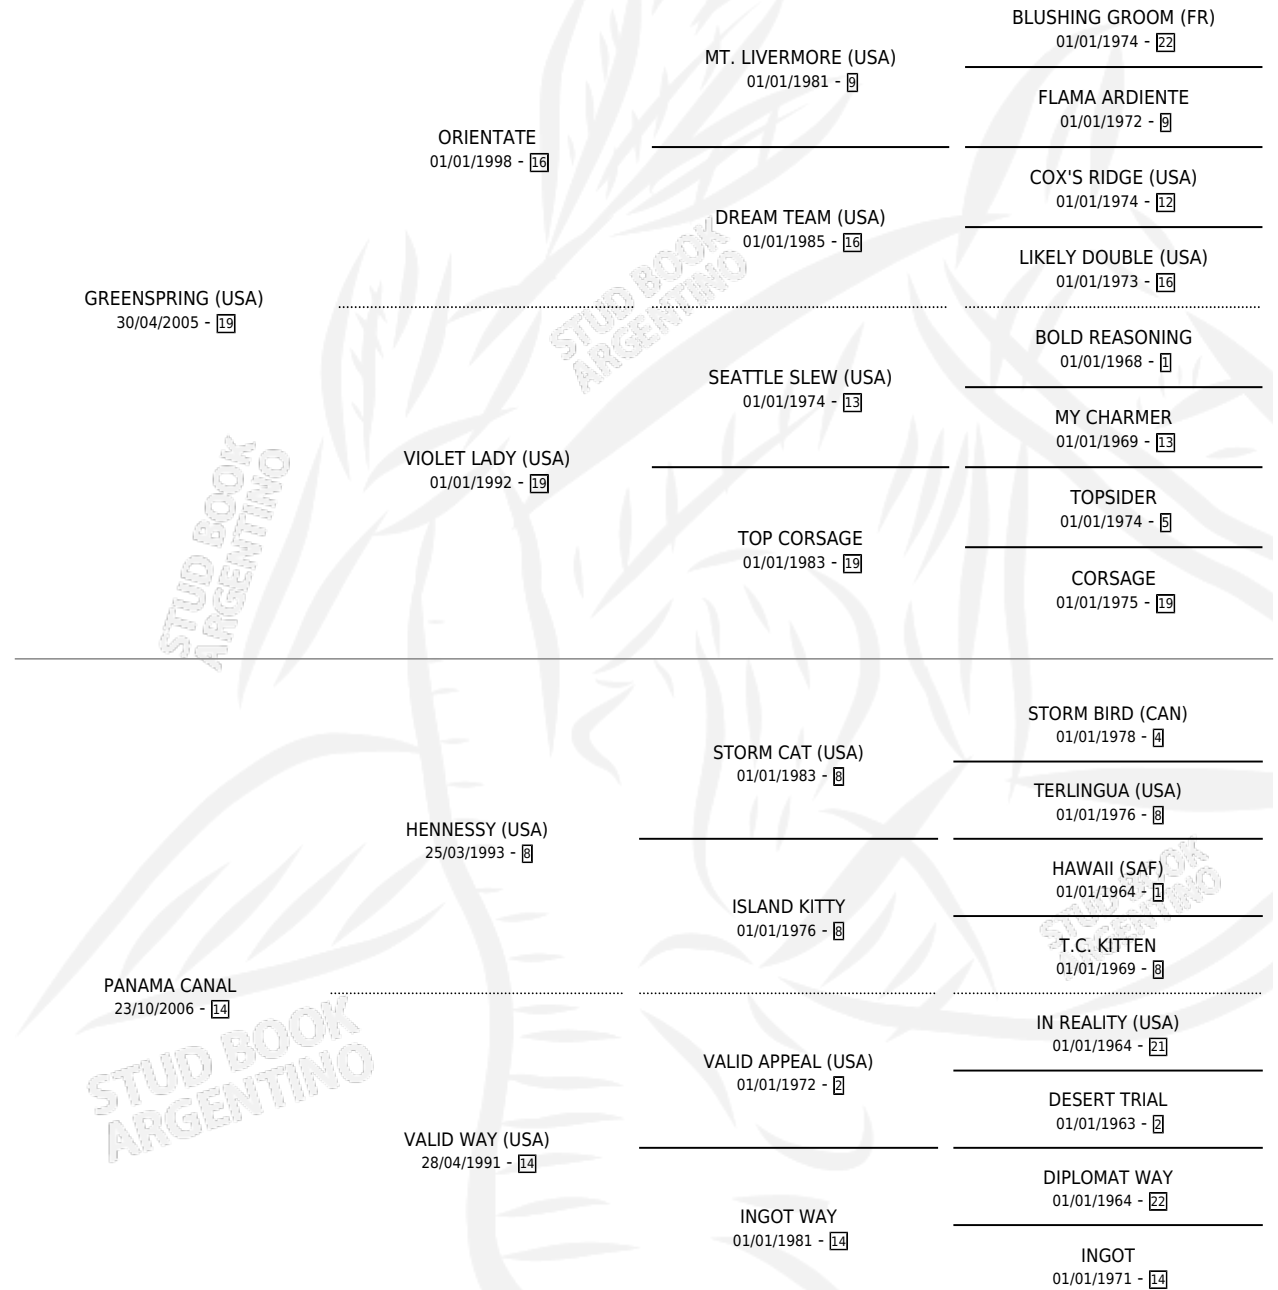 BLUSHING GROOM (FR)
01/01/1974 - 22
MT. LIVERMORE (USA)
01/01/1981 - 9
FLAMA ARDIENTE
01/01/1972 - 9
ORIENTATE
01/01/1998 - 16
COX'S RIDGE (USA)
01/01/1974 - 12
DREAM TEAM (USA)
01/01/1985 - 16
LIKELY DOUBLE (USA)
01/01/1973 - 16
GREENSPRING (USA)
30/04/2005 - 19
STUD BOOK
ARGENTINO
BOLD REASONING
01/01/1968 - 1
SEATTLE SLEW (USA)
01/01/1974 - 13
MY CHARMER
01/01/1969 - 13
VIOLET LADY (USA)
01/01/1992 - 19
TOPSIDER
01/01/1974 - 5
TOP CORSAGE
01/01/1983 - 19
CORSAGE
01/01/1975 - 19
STUD BOOK
ARGENTINO
STORM BIRD (CAN)
01/01/1978 - 4
STORM CAT (USA)
01/01/1983 - 8
TERLINGUA (USA)
01/01/1976 - 8
HENNESSY (USA)
25/03/1993 - 8
HAWAII (SAF)
01/01/1964 - 1
ISLAND KITTY
01/01/1976 - 8
STUD BOOK
ARGENTINO
T.C. KITTEN
01/01/1969 - 8
PANAMA CANAL
23/10/2006 - 14
STUD BOOK
ARGENTINO
IN REALITY (USA)
01/01/1964 - 21
VALID APPEAL (USA)
01/01/1972 - 2
DESERT TRIAL
01/01/1963 - 2
VALID WAY (USA)
28/04/1991 - 14
DIPLOMAT WAY
01/01/1964 - 22
INGOT WAY
01/01/1981 - 14
INGOT
01/01/1971 - 14